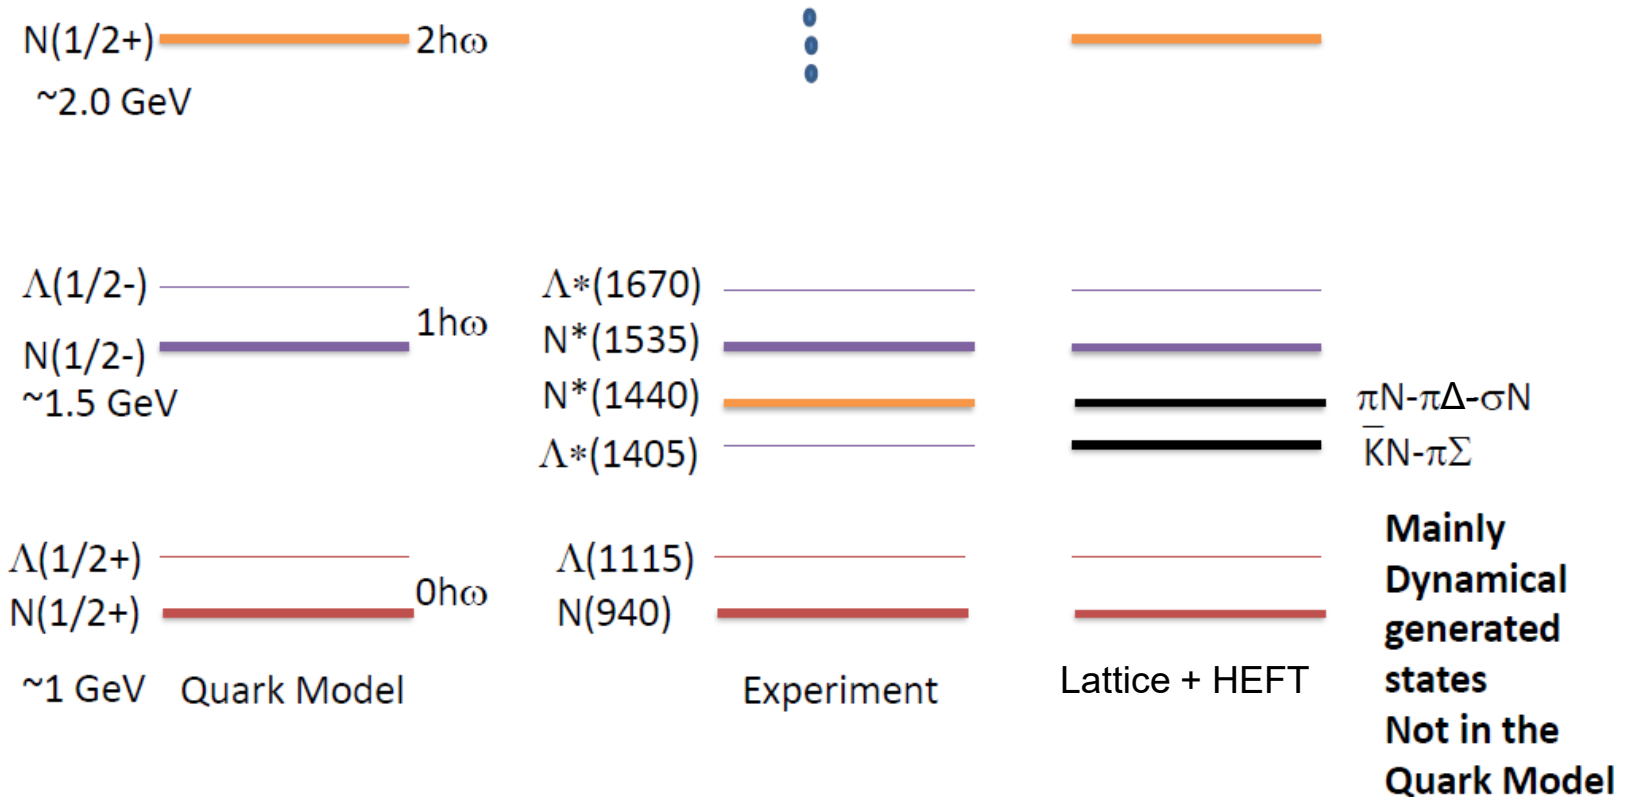 N(1/2+)
2hω
~2.0 GeV
Λ(1/2-)
1hω
N(1/2-)
~1.5 GeV
Λ(1/2+)
0hω
N(1/2+)
~1 GeV
Quark Model
Λ*(1670)
N*(1535)
N*(1440)
Λ*(1405)
Λ(1115)
N(940)
Experiment
Lattice + HEFT
πN-πΔ-σN
K̅N-πΣ
Mainly
Dynamical
generated
states
Not in the
Quark Model